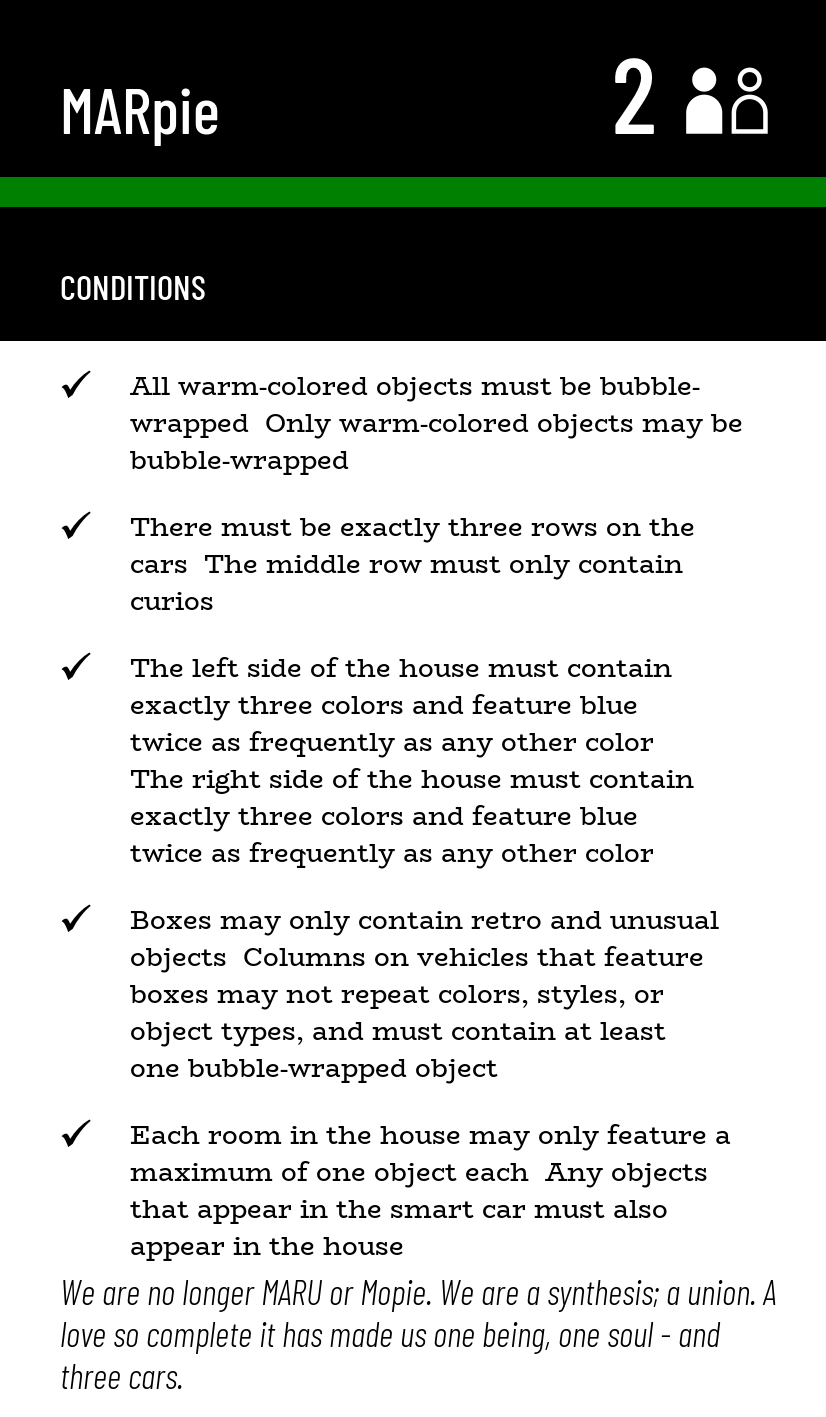 MARpie
2
CONDITIONS
All warm-colored objects must be bubble-
wrapped  Only warm-colored objects may be
bubble-wrapped
There must be exactly three rows on the
cars  The middle row must only contain
curios
The left side of the house must contain
exactly three colors and feature blue
twice as frequently as any other color
The right side of the house must contain
exactly three colors and feature blue
twice as frequently as any other color
Boxes may only contain retro and unusual
objects  Columns on vehicles that feature
boxes may not repeat colors, styles, or
object types, and must contain at least
one bubble-wrapped object
Each room in the house may only feature a
maximum of one object each  Any objects
that appear in the smart car must also
appear in the house
We are no longer MARU or Mopie. We are a synthesis; a union. A
love so complete it has made us one being, one soul - and
three cars.